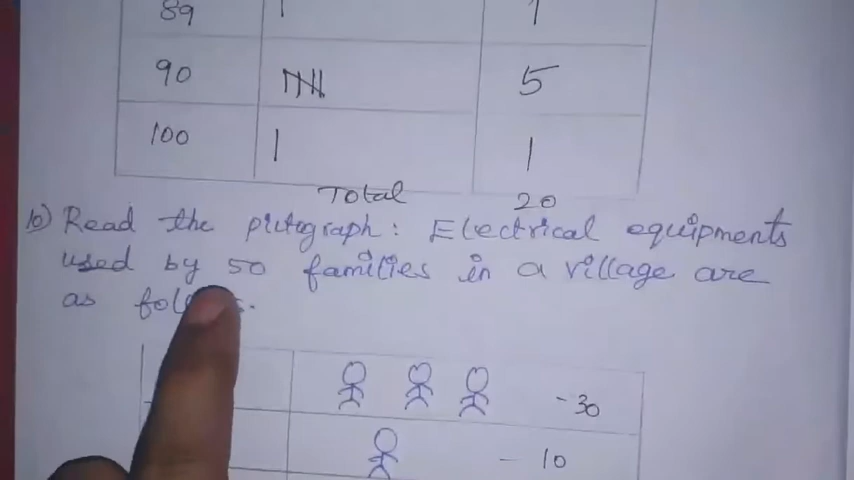 89 | 1
90 5
100 | 1
Total 20
10) Read the pictograph: Electrical equipments
used by 50 families in a village are
as
- 30
- 10